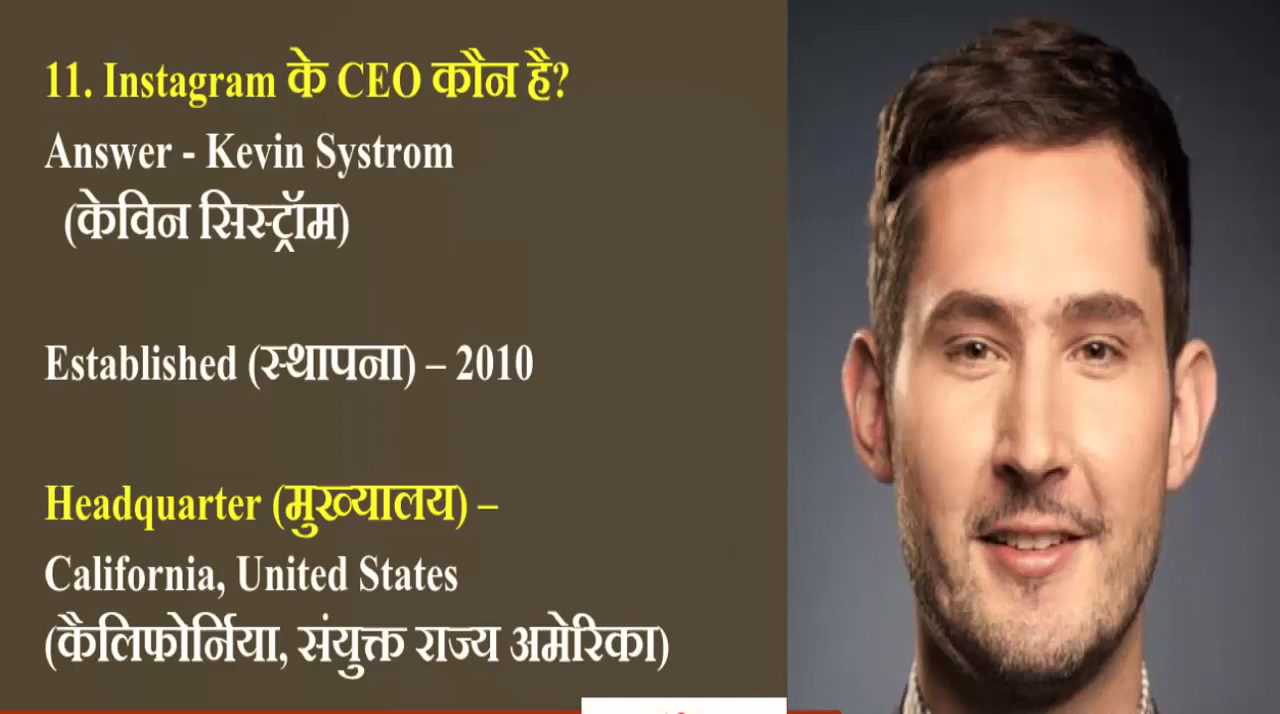 11. Instagram के CEO कौन है?
Answer - Kevin Systrom
(केविन सिस्ट्रॉम)
Established (स्थापना) – 2010
Headquarter (मुख्यालय) –
California, United States
(कैलिफोर्निया, संयुक्त राज्य अमेरिका)